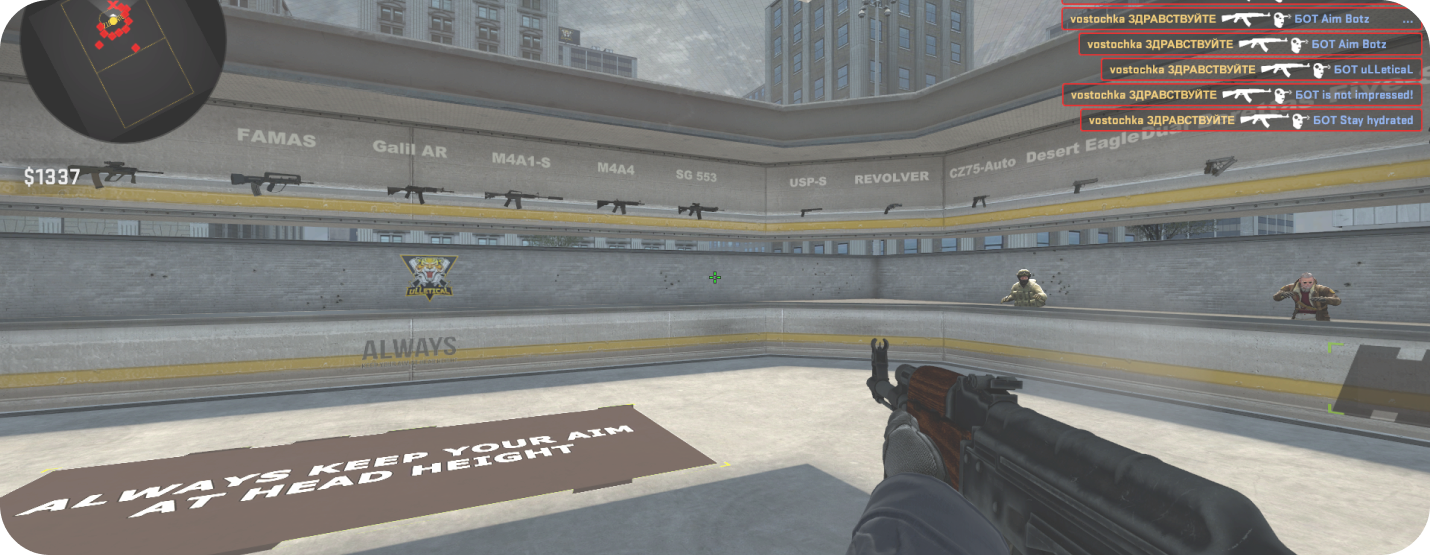 vostochka ЗДРАВСТВУЙТЕ БОТ Aim Botz ...
vostochka ЗДРАВСТВУЙТЕ БОТ Aim Botz
vostochka ЗДРАВСТВУЙТЕ БОТ uLLeticaL
vostochka ЗДРАВСТВУЙТЕ БОТ is not impressed!
vostochka ЗДРАВСТВУЙТЕ БОТ Stay hydrated
$1337
FAMAS
Galil AR
M4A1-S
M4A4
SG 553
USP-S
REVOLVER
CZ75-Auto
Desert Eagle
ULLETICAL
ALWAYS
ALWAYS KEEP YOUR AIM
AT HEAD HEIGHT